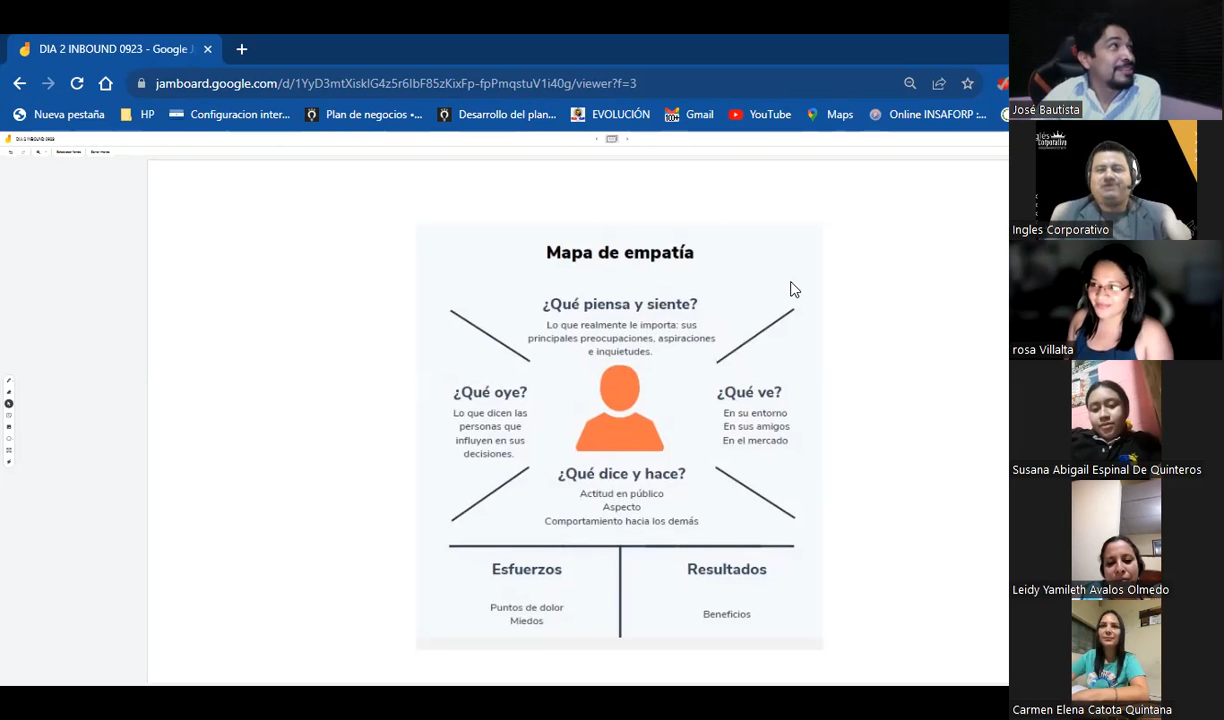 DIA 2 INBOUND 0923 - Google J
jamboard.google.com/d/1YyD3mtXisklG4z5r6lbF85zKixFp-fpPmqstuV1i40g/viewer?f=3
Nueva pestaña
HP
Configuracion inter...
Plan de negocios •...
Desarrollo del plan...
EVOLUCIÓN
Gmail
YouTube
Maps
Online INSAFORP :...
DIA 2 INBOUND 0923
Mapa de empatía
¿Qué piensa y siente?
Lo que realmente le importa: sus
principales preocupaciones, aspiraciones
e inquietudes.
¿Qué oye?
Lo que dicen las
personas que
influyen en sus
decisiones.
¿Qué ve?
En su entorno
En sus amigos
En el mercado
¿Qué dice y hace?
Actitud en público
Aspecto
Comportamiento hacia los demás
Esfuerzos
Puntos de dolor
Miedos
Resultados
Beneficios
José Bautista
Ingles Corporativo
rosa Villalta
Susana Abigail Espinal De Quinteros
Leidy Yamileth Avalos Olmedo
Carmen Elena Catota Quintana